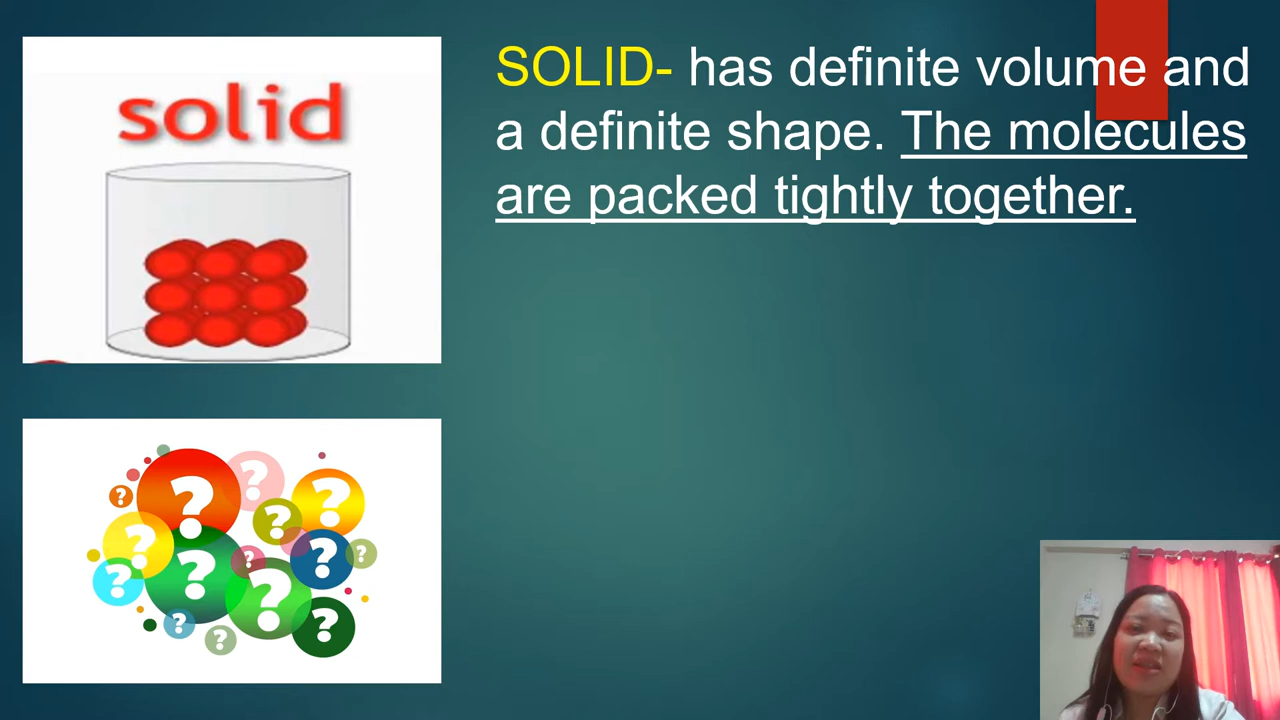 solid
SOLID- has definite volume and
a definite shape. The molecules
are packed tightly together.
? ? ? ? ? ? ? ? ? ? ? ? ? ?